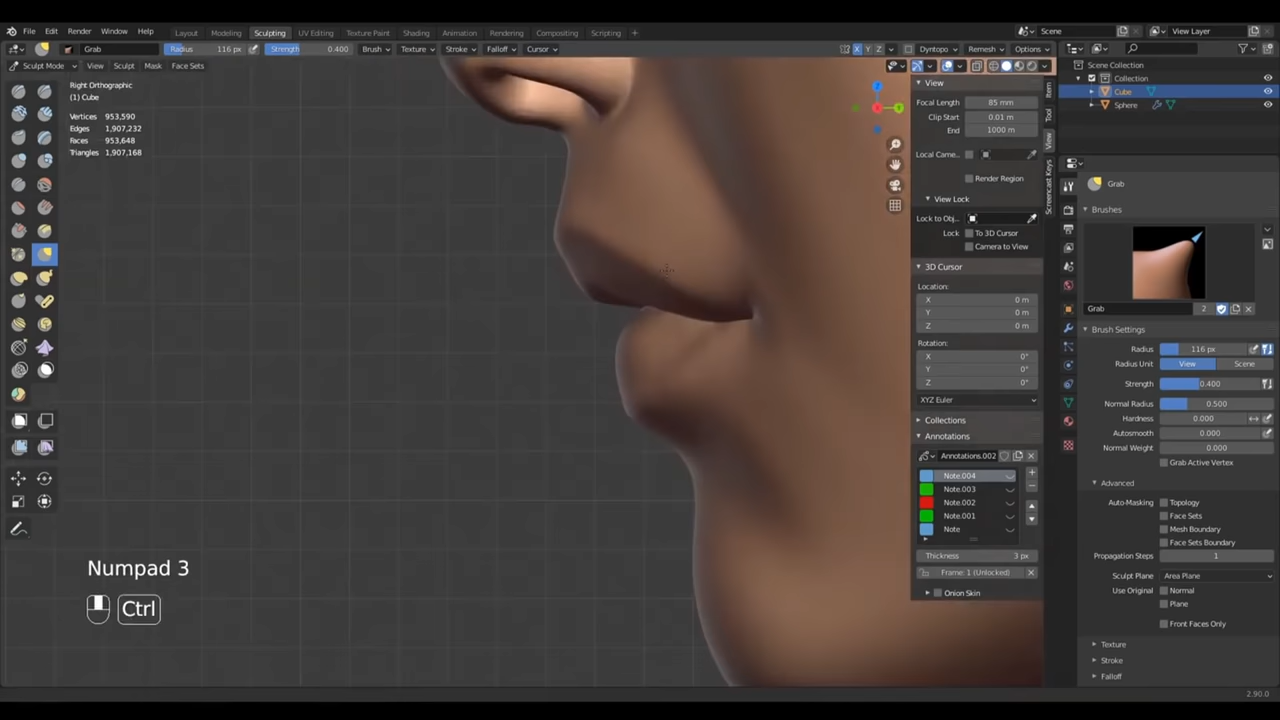 File Edit Render Window Help Layout Modeling Sculpting UV Editing Texture Paint Shading Animation Rendering Compositing Scripting + Scene View Layer
Grab Radius 116 px Strength 0.400 Brush Texture Stroke Falloff Cursor X Y Z Dyntopo Remesh Options
Sculpt Mode View Sculpt Mask Face Sets
Right Orthographic
(1) Cube
Vertices 953,590
Edges 1,907,232
Faces 953,648
Triangles 1,907,168
Numpad 3
Ctrl
View
Focal Length 85 mm
Clip Start 0.01 m
End 1000 m
Local Came...
Render Region
View Lock
Lock to Obj...
Lock To 3D Cursor
Camera to View
3D Cursor
Location:
X 0 m
Y 0 m
Z 0 m
Rotation:
X 0°
Y 0°
Z 0°
XYZ Euler
Collections
Annotations
Annotations.002
Note.004
Note.003
Note.002
Note.001
Note
Thickness 3 px
Frame: 1 (Unlocked)
Onion Skin
Item
Tool
View
Screencast Keys
Scene Collection
Collection
Cube
Sphere
Grab
Brushes
Grab 2
Brush Settings
Radius 116 px
Radius Unit View Scene
Strength 0.400
Normal Radius 0.500
Hardness 0.000
Autosmooth 0.000
Normal Weight 0.000
Grab Active Vertex
Advanced
Auto-Masking Topology
Face Sets
Mesh Boundary
Face Sets Boundary
Propagation Steps 1
Sculpt Plane Area Plane
Use Original Normal
Plane
Front Faces Only
Texture
Stroke
Falloff
2.90.0